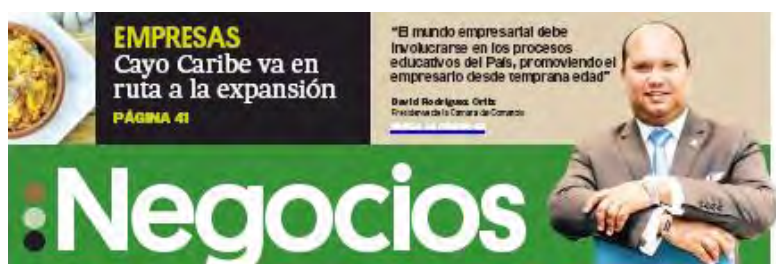 EMPRESAS
Cayo Caribe va en
ruta a la expansión
PÁGINA 41
“El mundo empresarial debe
involucrarse en los procesos
educativos del País, promoviendo el
empresario desde temprana edad”
David Rodríguez Ortiz
Presidente de la Cámara de Comercio
:Negocios